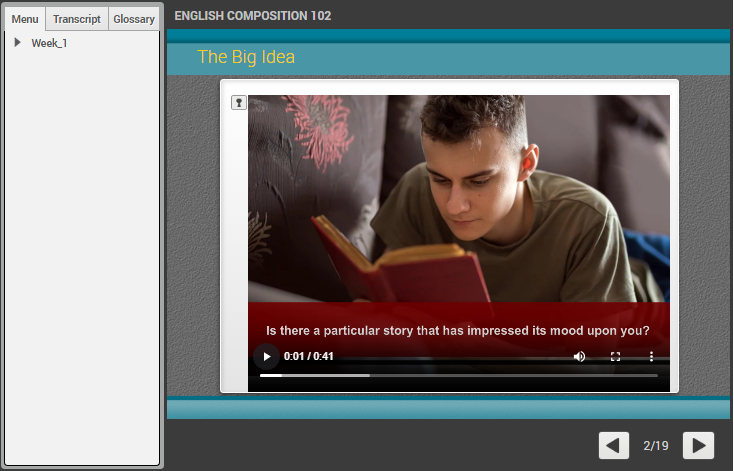 Menu Transcript Glossary
Week_1
ENGLISH COMPOSITION 102
The Big Idea
Is there a particular story that has impressed its mood upon you?
0:01 / 0:41
2/19